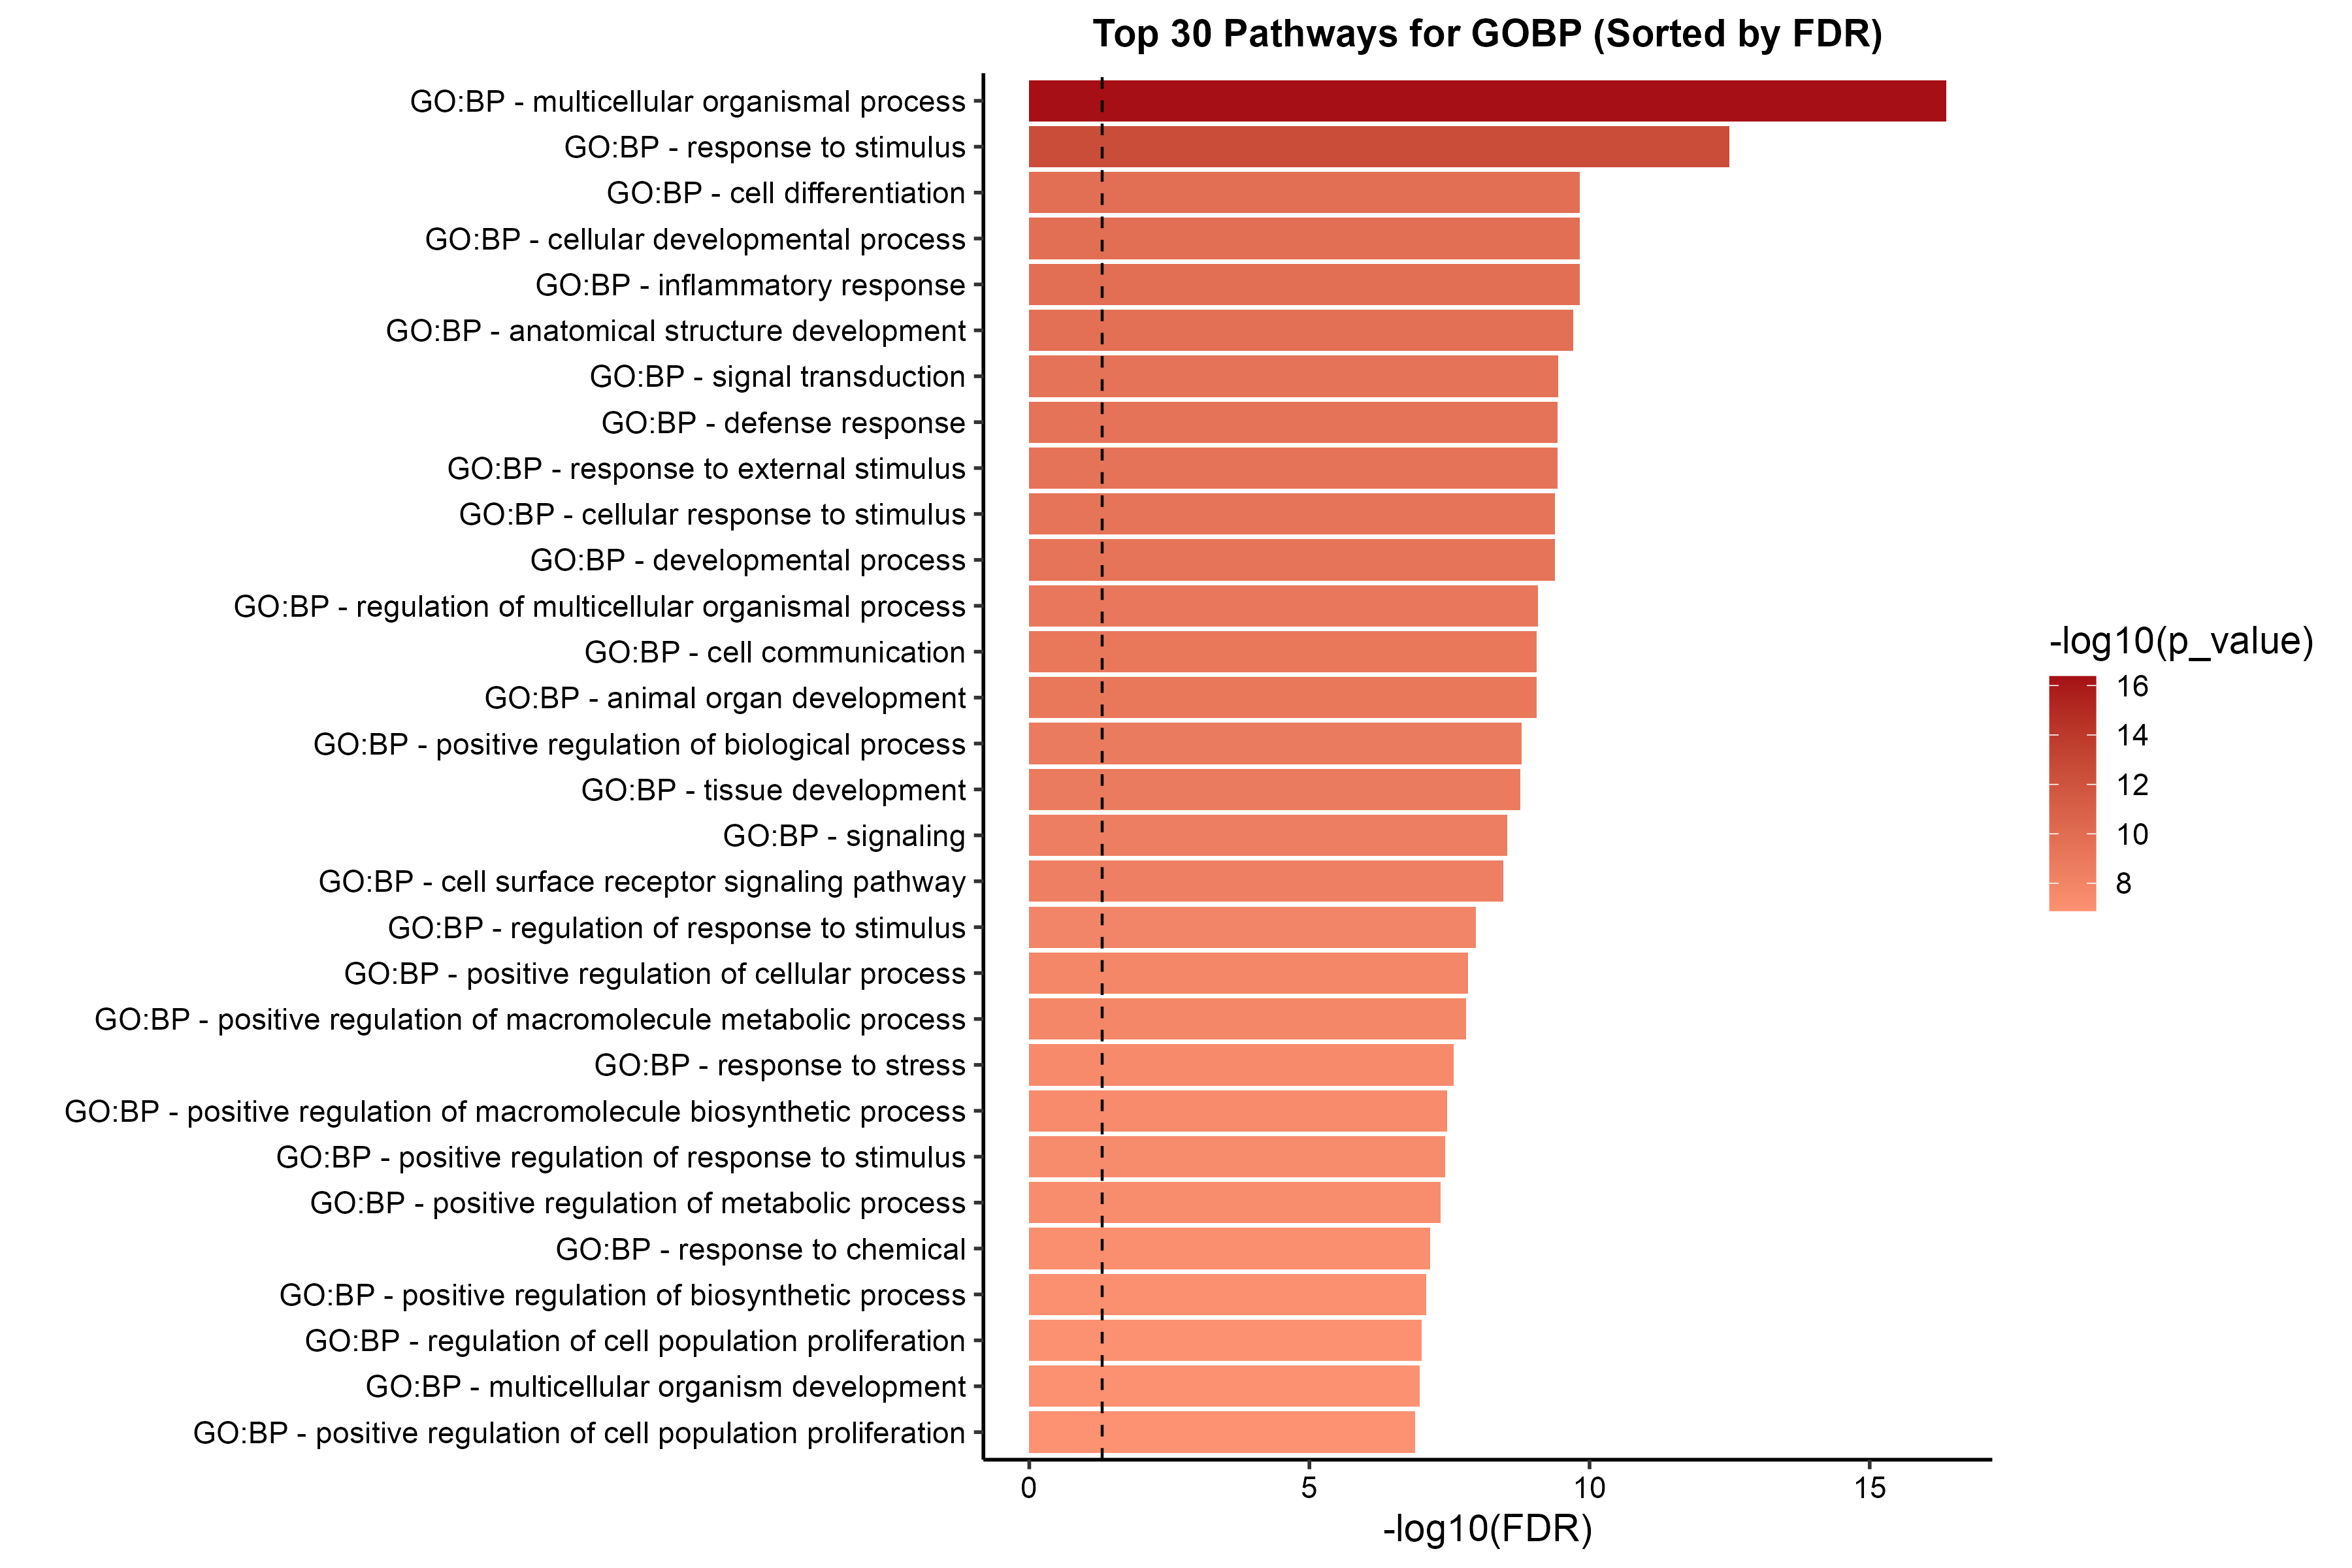 Top 30 Pathways for GOBP (Sorted by FDR)
GO:BP - multicellular organismal process
GO:BP - response to stimulus
GO:BP - cell differentiation
GO:BP - cellular developmental process
GO:BP - inflammatory response
GO:BP - anatomical structure development
GO:BP - signal transduction
GO:BP - defense response
GO:BP - response to external stimulus
GO:BP - cellular response to stimulus
GO:BP - developmental process
GO:BP - regulation of multicellular organismal process
GO:BP - cell communication
GO:BP - animal organ development
GO:BP - positive regulation of biological process
GO:BP - tissue development
GO:BP - signaling
GO:BP - cell surface receptor signaling pathway
GO:BP - regulation of response to stimulus
GO:BP - positive regulation of cellular process
GO:BP - positive regulation of macromolecule metabolic process
GO:BP - response to stress
GO:BP - positive regulation of macromolecule biosynthetic process
GO:BP - positive regulation of response to stimulus
GO:BP - positive regulation of metabolic process
GO:BP - response to chemical
GO:BP - positive regulation of biosynthetic process
GO:BP - regulation of cell population proliferation
GO:BP - multicellular organism development
GO:BP - positive regulation of cell population proliferation
0 5 10 15
-log10(FDR)
-log10(p_value)
16
14
12
10
8